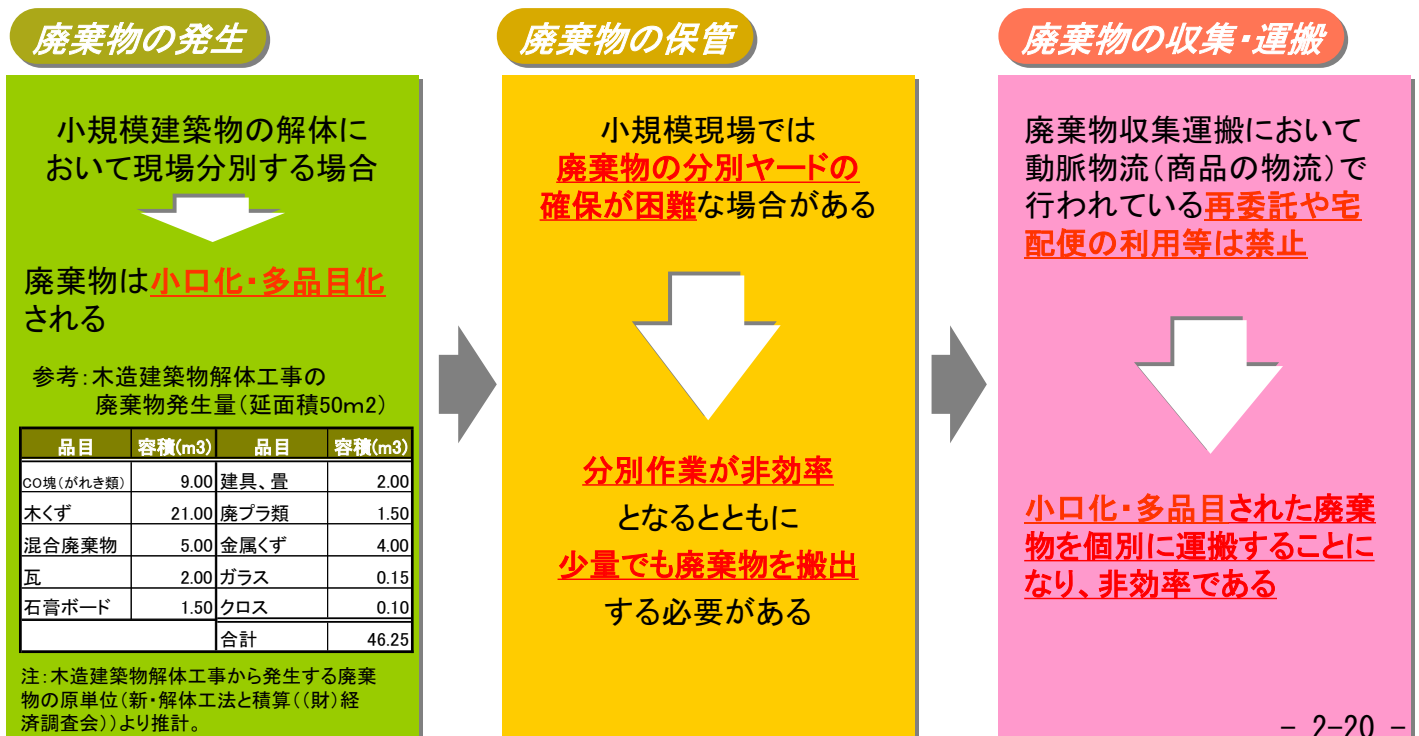 廃棄物の発生
小規模建築物の解体に
おいて現場分別する場合
廃棄物は小口化・多品目化
される
参考：木造建築物解体工事の
廃棄物発生量（延面積50m2）
品目 容積(m3) 品目 容積(m3)
CO塊（がれき類） 9.00 建具、畳 2.00
木くず 21.00 廃プラ類 1.50
混合廃棄物 5.00 金属くず 4.00
瓦 2.00 ガラス 0.15
石膏ボード 1.50 クロス 0.10
合計 46.25
注：木造建築物解体工事から発生する廃棄
物の原単位（新・解体工法と積算（（財）経
済調査会））より推計。
廃棄物の保管
小規模現場では
廃棄物の分別ヤードの
確保が困難な場合がある
分別作業が非効率
となるとともに
少量でも廃棄物を搬出
する必要がある
廃棄物の収集・運搬
廃棄物収集運搬において
動脈物流（商品の物流）で
行われている再委託や宅
配便の利用等は禁止
小口化・多品目された廃棄
物を個別に運搬することに
なり、非効率である
- 2-20 -